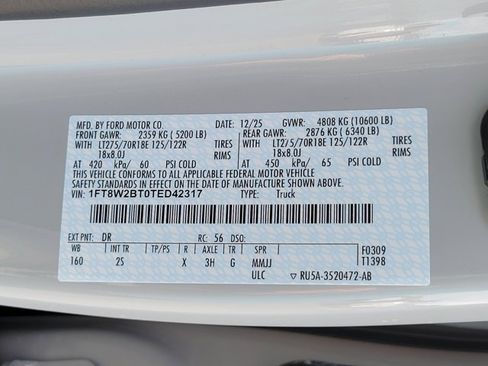 MFD. BY FORD MOTOR CO. 12/25 GVWR: 4808 KG (10600 LB)
FRONT GAWR: 2359 KG ( 5200 LB) REAR GAWR: 2876 KG ( 6340 LB)
WITH LT275/70R18E 125/122R TIRES WITH LT275/70R18E 125/122R TIRES
18x8.0J RIMS 18x8.0J RIMS
AT 420 kPa/ 60 PSI COLD AT 450 kPa/ 65 PSI COLD
THIS VEHICLE CONFORMS TO ALL APPLICABLE FEDERAL MOTOR VEHICLE
SAFETY STANDARDS IN EFFECT ON THE DATE OF MANUFACTURE SHOWN ABOVE.
VIN: 1FT8W2BT0TED42317 TYPE: Truck
EXT PNT: DR RC: 56 DSO:
WB INT TR TP/PS R AXLE TR SPR F0309
160 2S X 3H G MMJJ T1398
ULC ▽ RU5A-3520472-AB